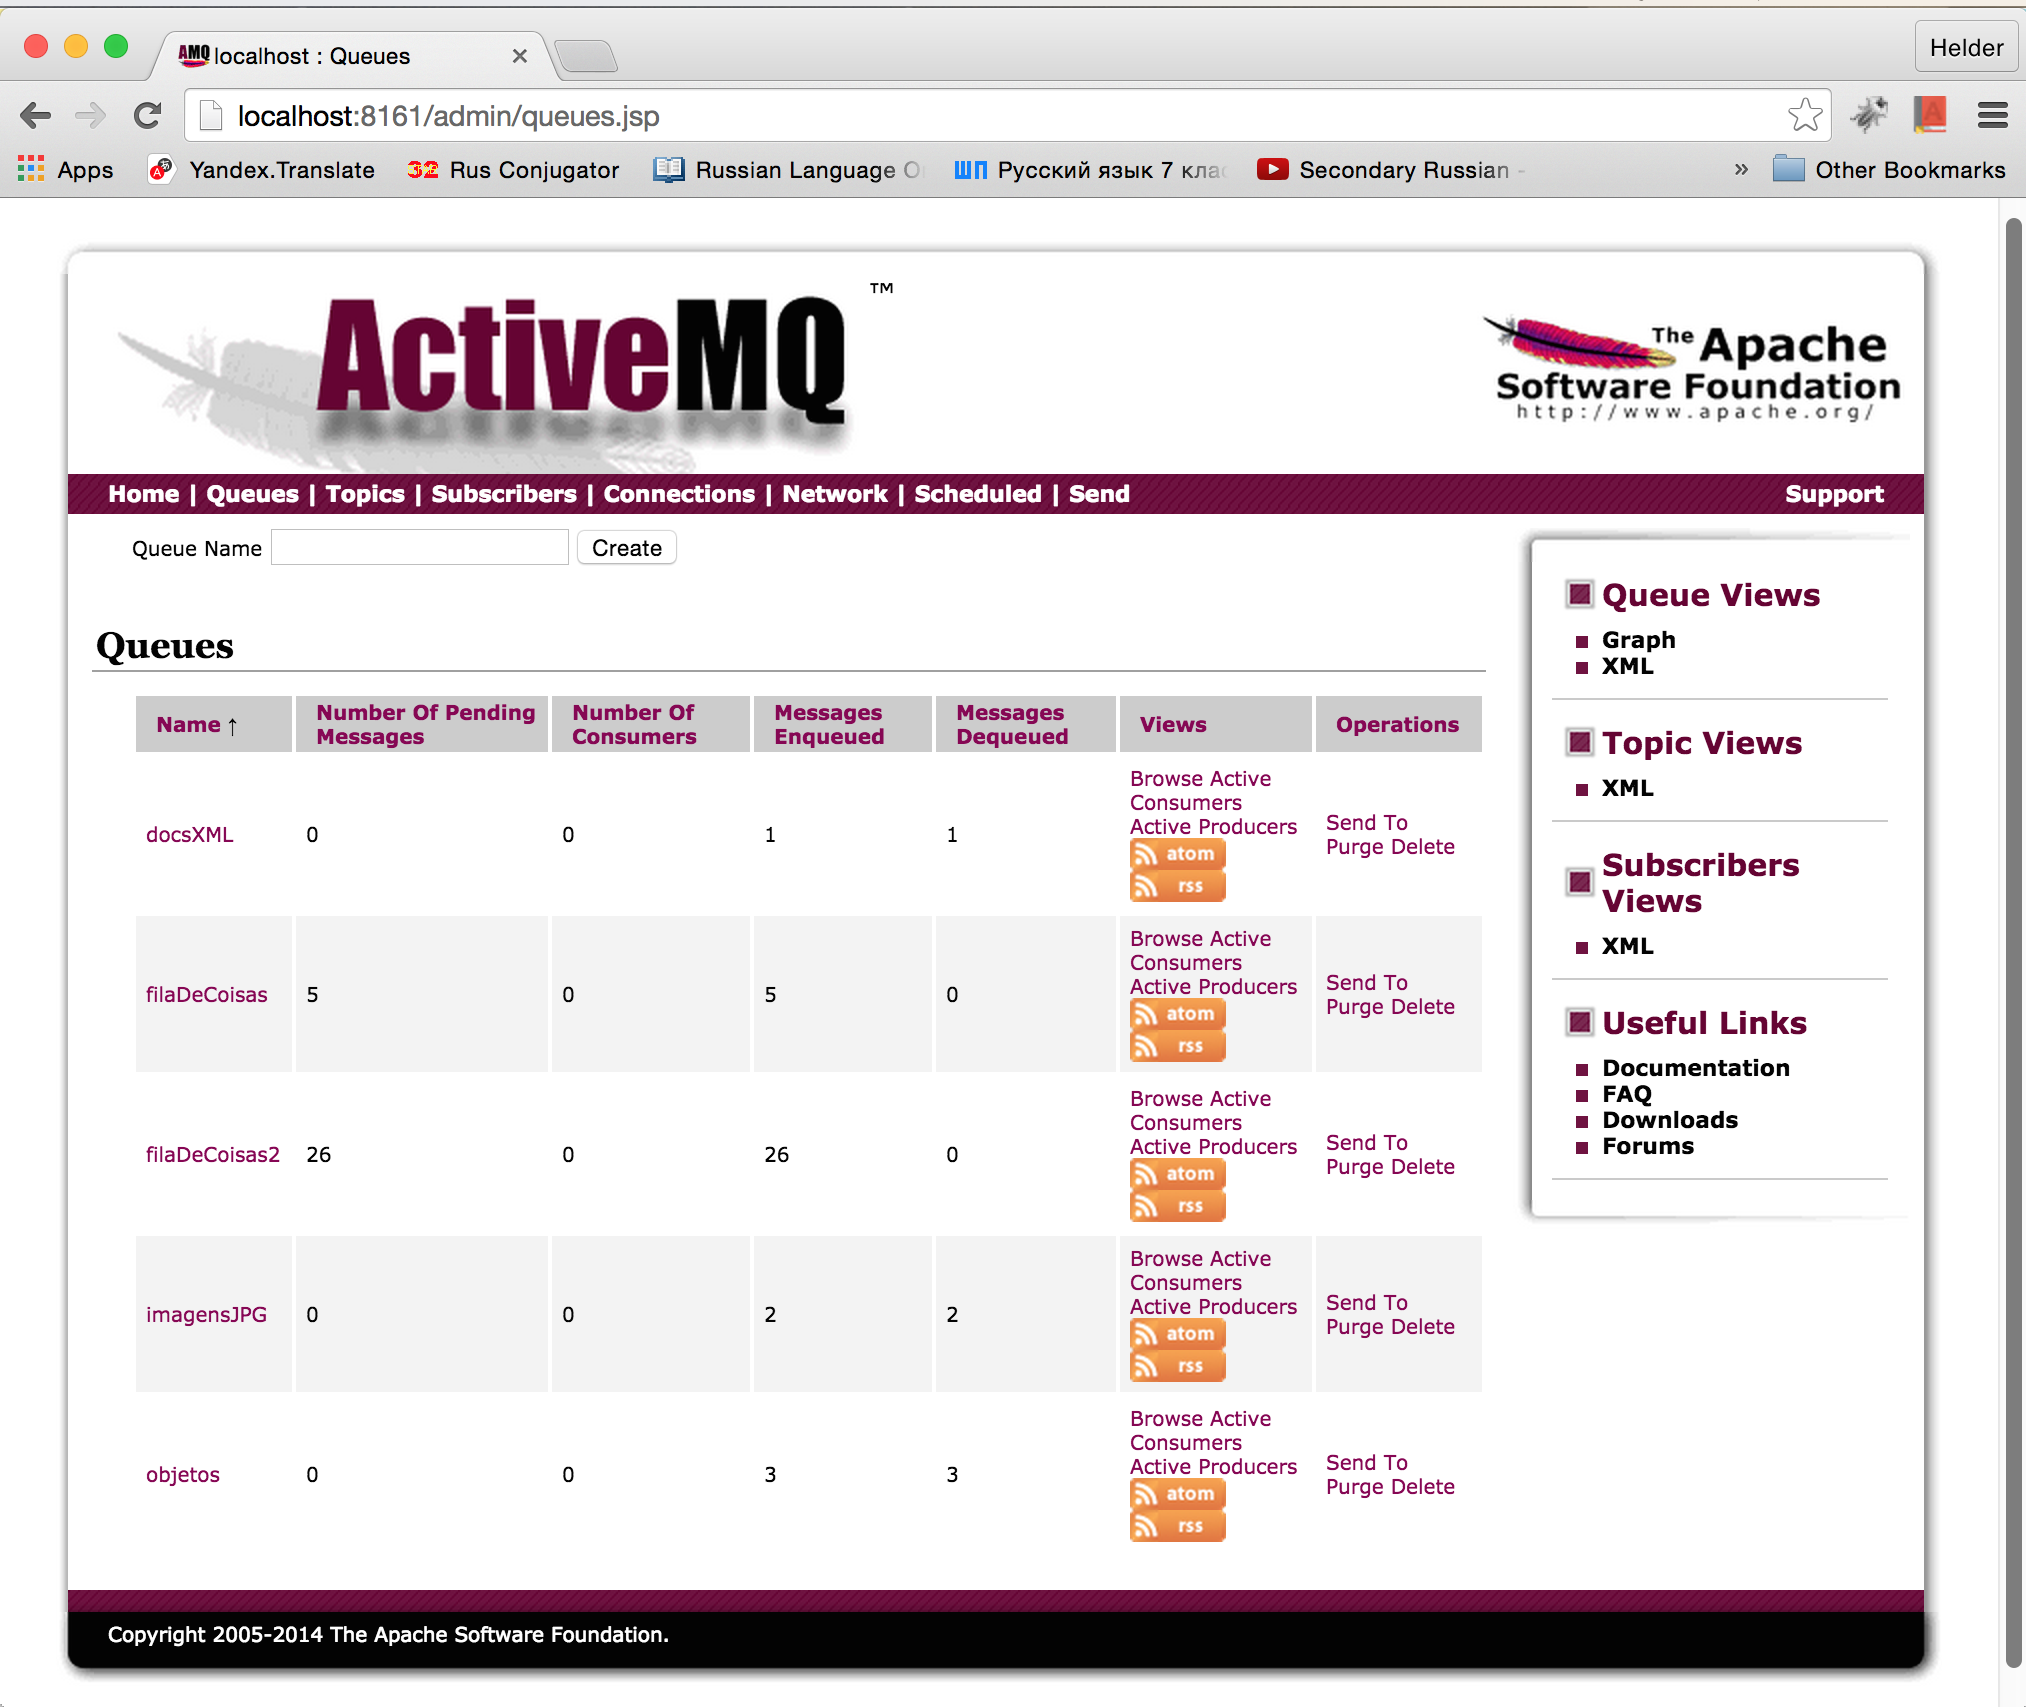 AMQ localhost : Queues
Helder
localhost:8161/admin/queues.jsp
Apps Yandex.Translate Rus Conjugator Russian Language Русский язык 7 Secondary Russian - » Other Bookmarks
ActiveMQ ™
The Apache
Software Foundation
http://www.apache.org/
Home | Queues | Topics | Subscribers | Connections | Network | Scheduled | Send Support
Queue Name Create
Queues
Name ↑ Number Of Pending Messages Number Of Consumers Messages Enqueued Messages Dequeued Views Operations
docsXML 0 0 1 1
Browse Active
Consumers
Active Producers
atom
rss
Send To
Purge Delete
filaDeCoisas 5 0 5 0
Browse Active
Consumers
Active Producers
atom
rss
Send To
Purge Delete
filaDeCoisas2 26 0 26 0
Browse Active
Consumers
Active Producers
atom
rss
Send To
Purge Delete
imagensJPG 0 0 2 2
Browse Active
Consumers
Active Producers
atom
rss
Send To
Purge Delete
objetos 0 0 3 3
Browse Active
Consumers
Active Producers
atom
rss
Send To
Purge Delete
Queue Views
Graph
XML
Topic Views
XML
Subscribers
Views
XML
Useful Links
Documentation
FAQ
Downloads
Forums
Copyright 2005-2014 The Apache Software Foundation.